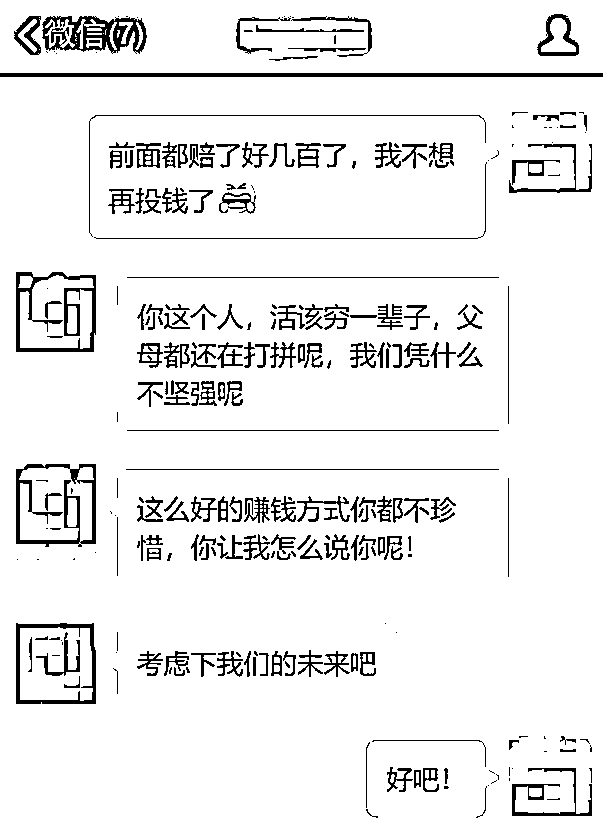 微信(7)
前面都赔了好几百了，我不想
再投钱了
你这个人，活该穷一辈子，父
母都还在打拼呢，我们凭什么
不坚强呢
这么好的赚钱方式你都不珍
惜，你让我怎么说你呢！
考虑下我们的未来吧
好吧！